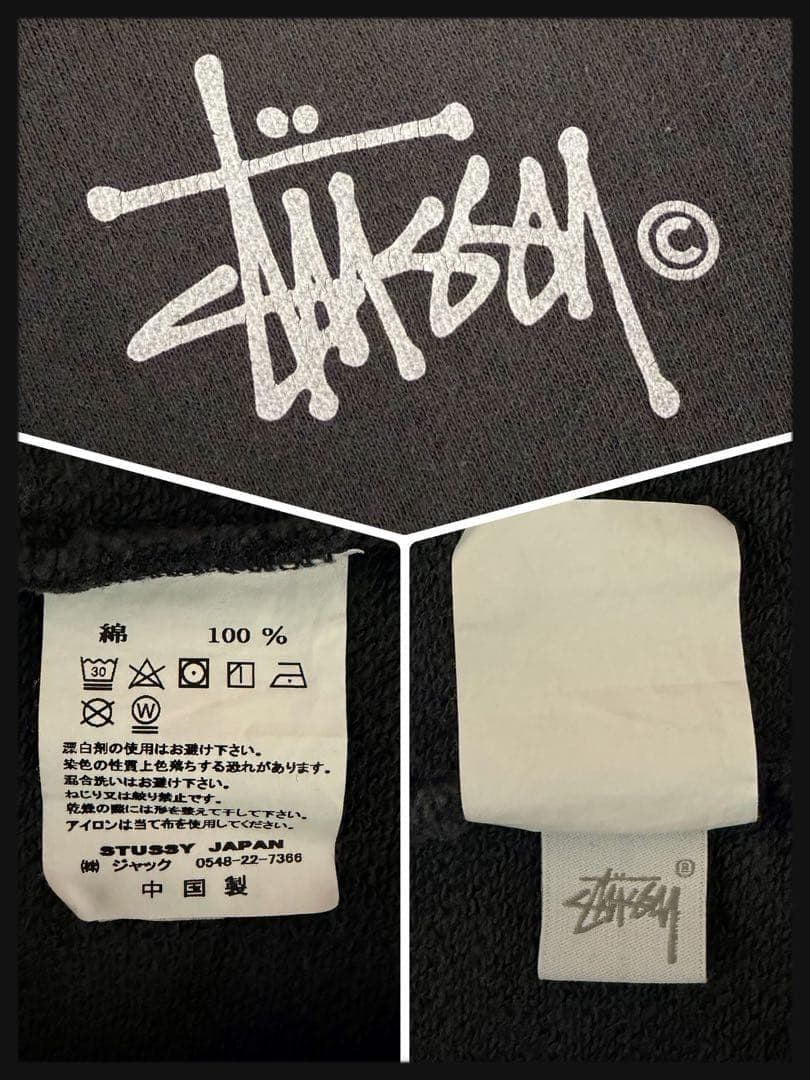 Stüssy ©
綿 100 %
30
W
漂白剤の使用はお避け下さい。
染色の性質上色落ちする恐れがあります。
混合洗いはお避け下さい。
ねじり又は絞り禁止です。
乾燥の際には形を整えて干して下さい。
アイロンは当て布を使用してください。
STUSSY JAPAN
㈱ ジャック 0548-22-7366
中国製
Stüssy ®